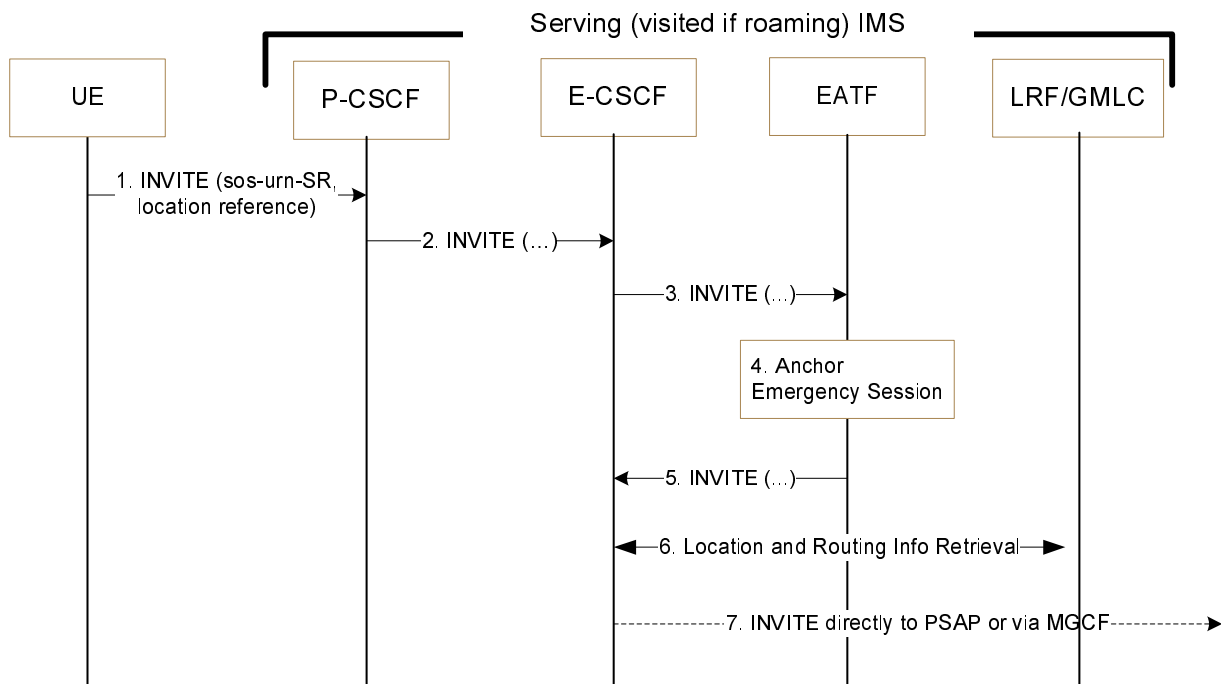 Serving (visited if roaming) IMS
UE
P-CSCF
E-CSCF
EATF
LRF/GMLC
1. INVITE (sos-urn-SR,
location reference)
2. INVITE (...)
3. INVITE (...)
4. Anchor
Emergency Session
5. INVITE (...)
6. Location and Routing Info Retrieval
7. INVITE directly to PSAP or via MGCF